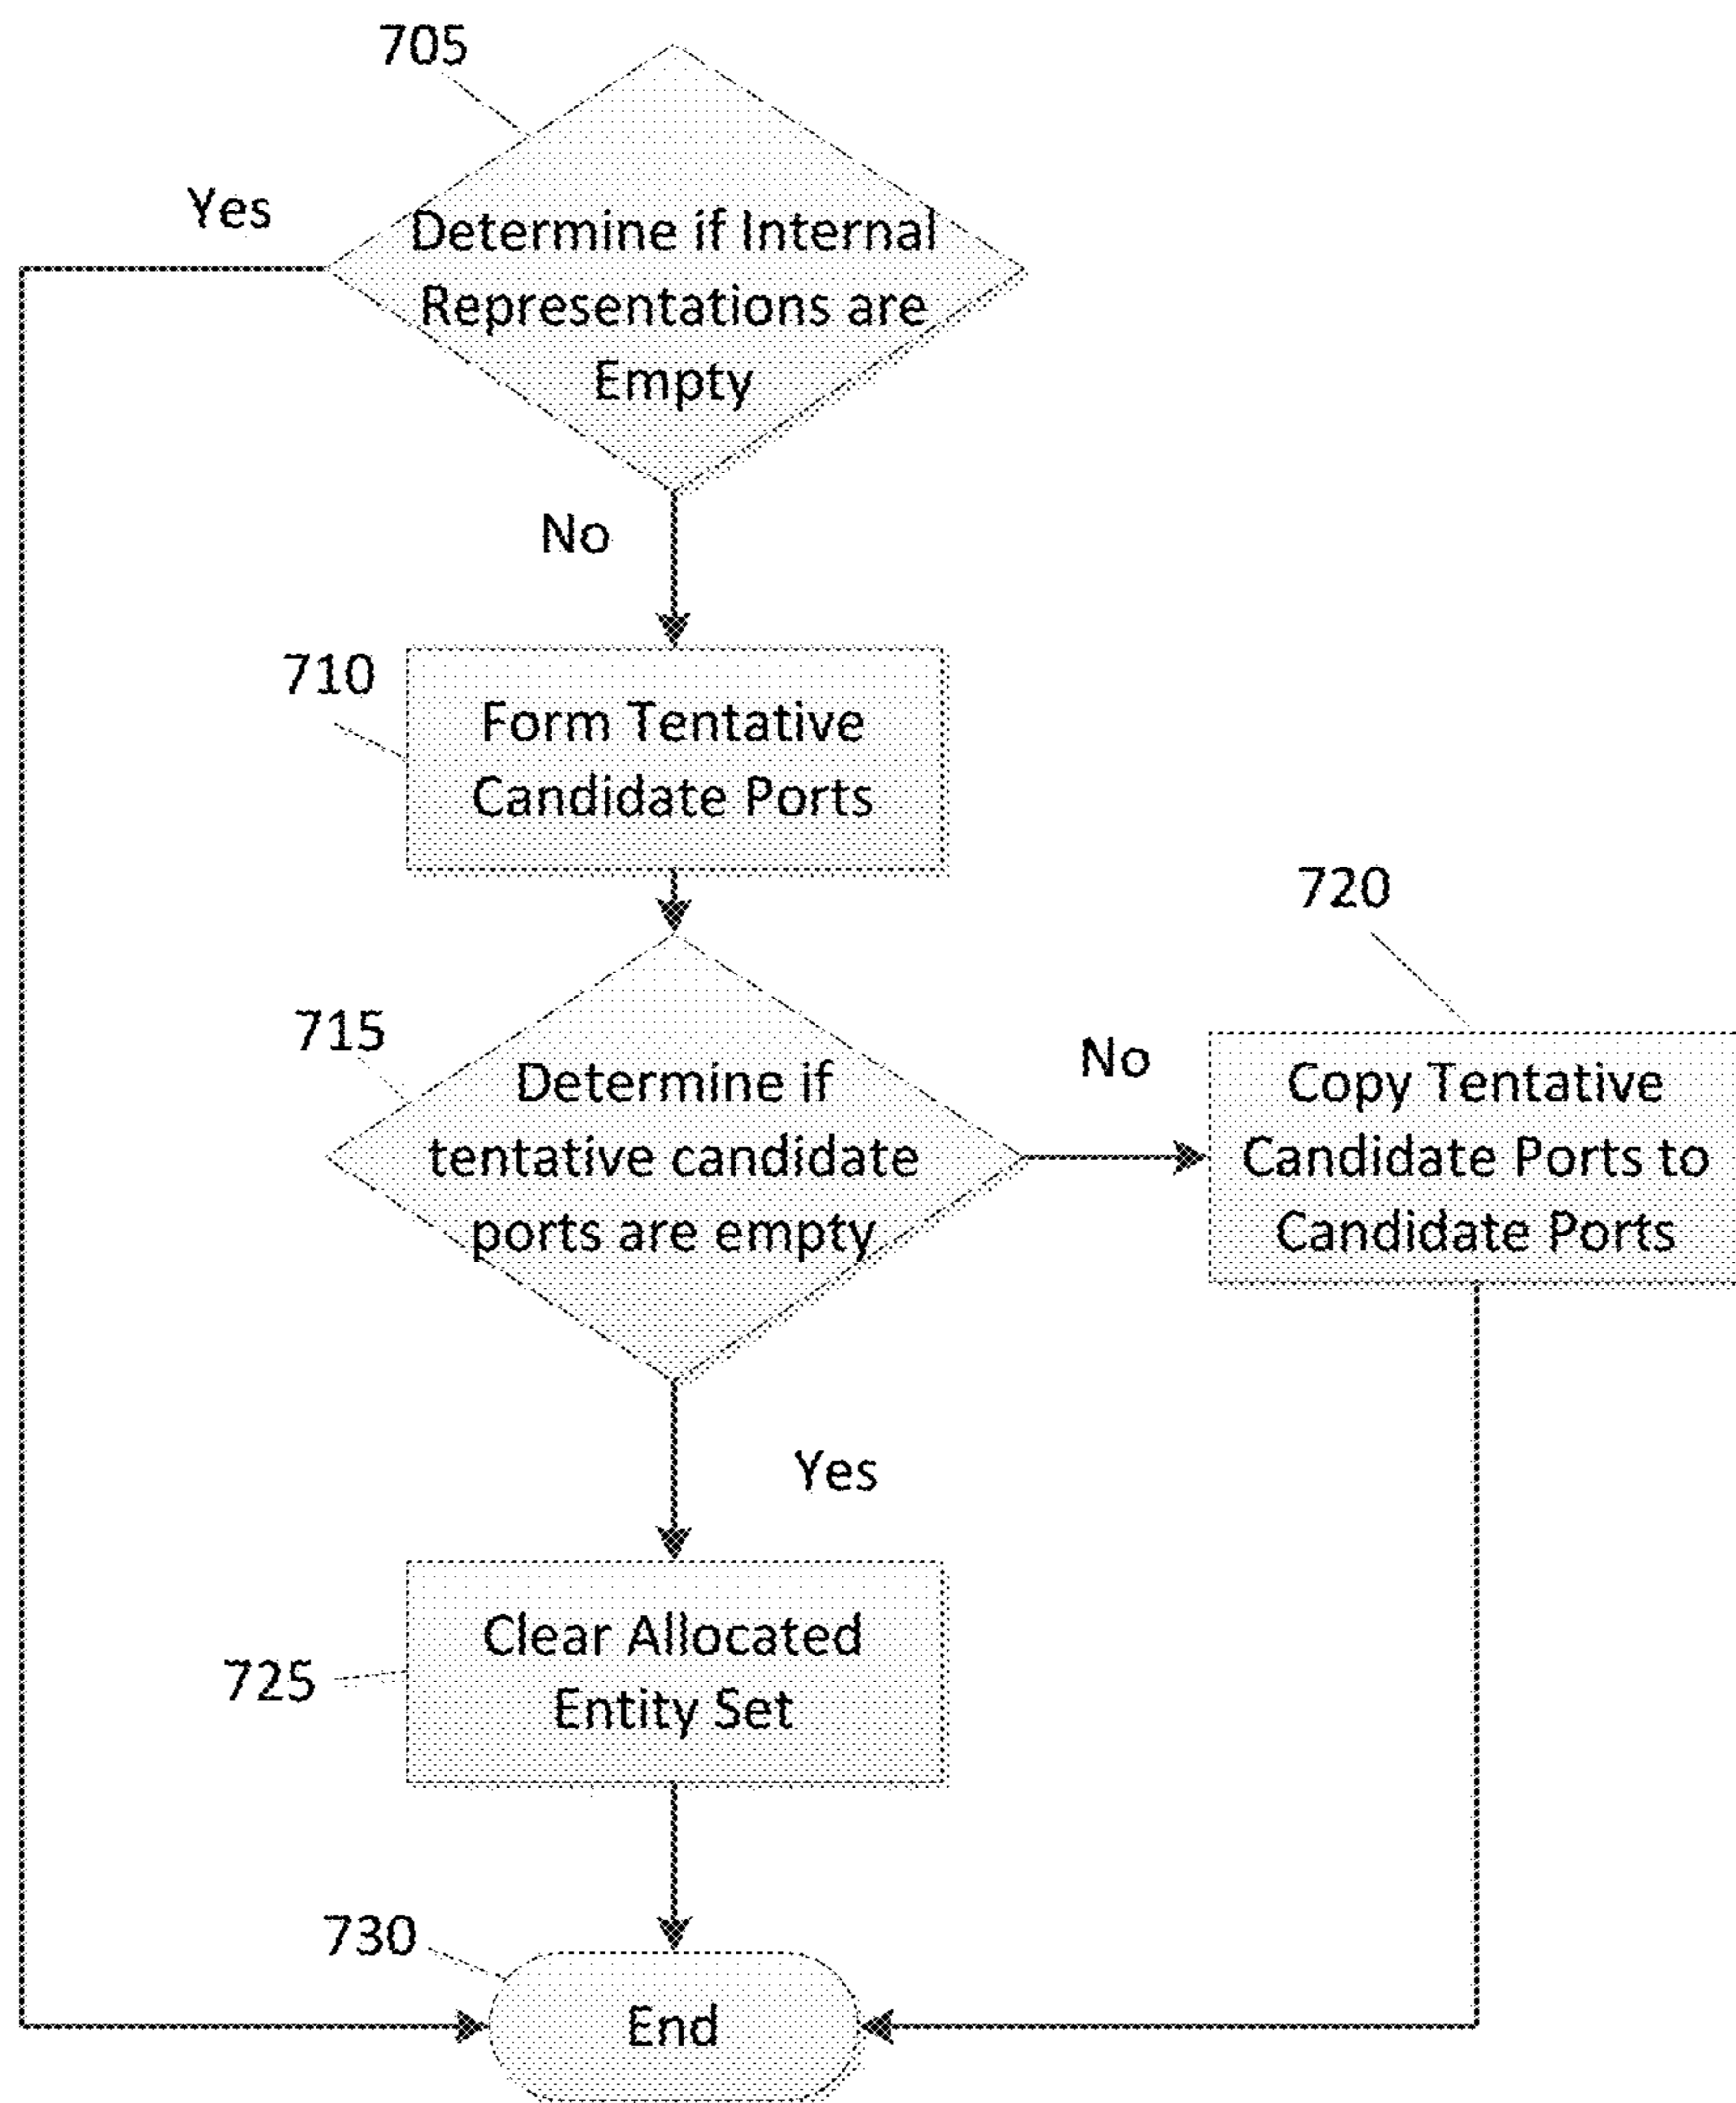 705
Yes
Determine if Internal
Representations are
Empty
No
710
Form Tentative
Candidate Ports
720
715
No
Determine if
tentative candidate
ports are empty
Copy Tentative
Candidate Ports to
Candidate Ports
Yes
725
Clear Allocated
Entity Set
730
End